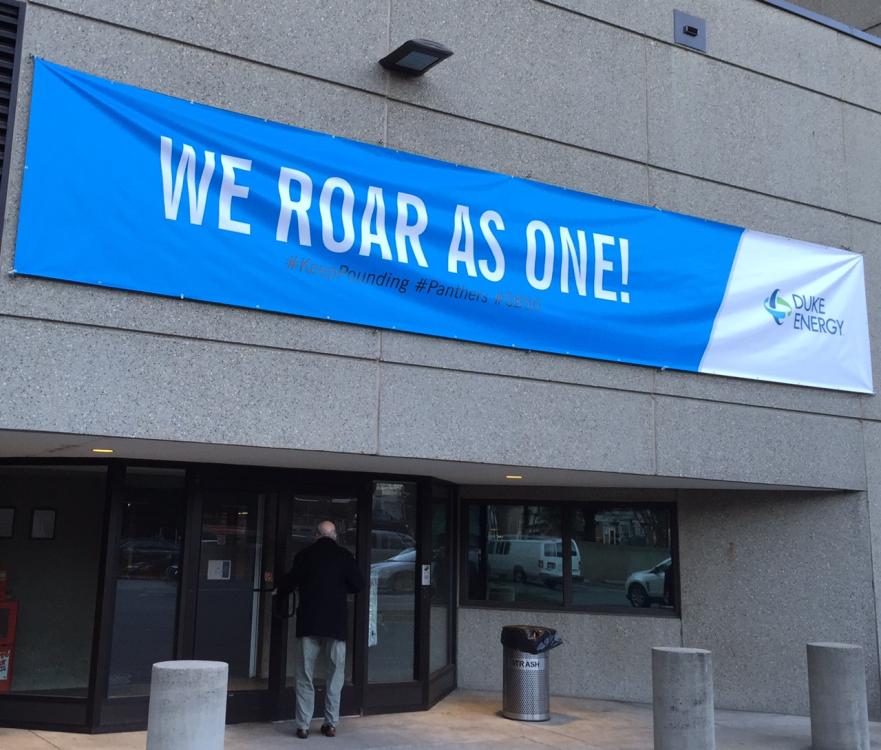 WE ROAR AS ONE!
#KeepPounding #Panthers #SB50
DUKE
ENERGY
TRASH